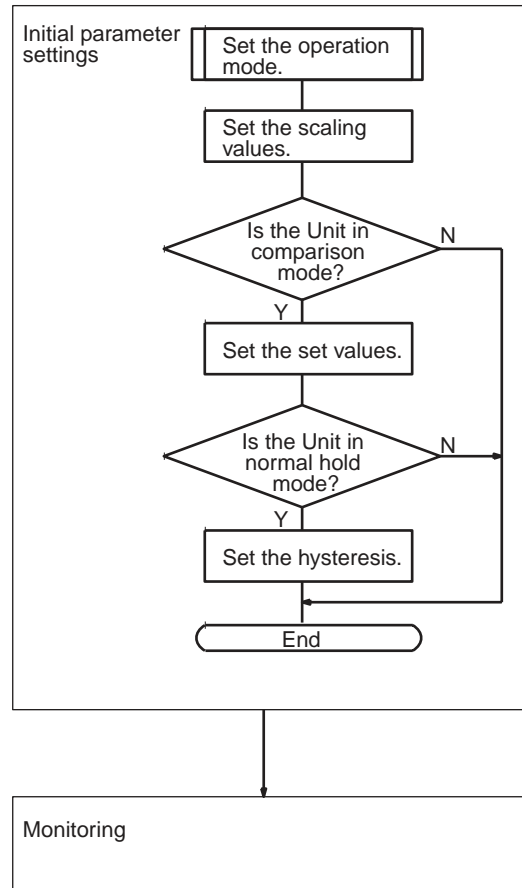 Initial parameter
settings
Set the operation
mode.
Set the scaling
values.
Is the Unit in
comparison
mode?
N
Y
Set the set values.
Is the Unit in
normal hold
mode?
N
Y
Set the hysteresis.
End
Monitoring